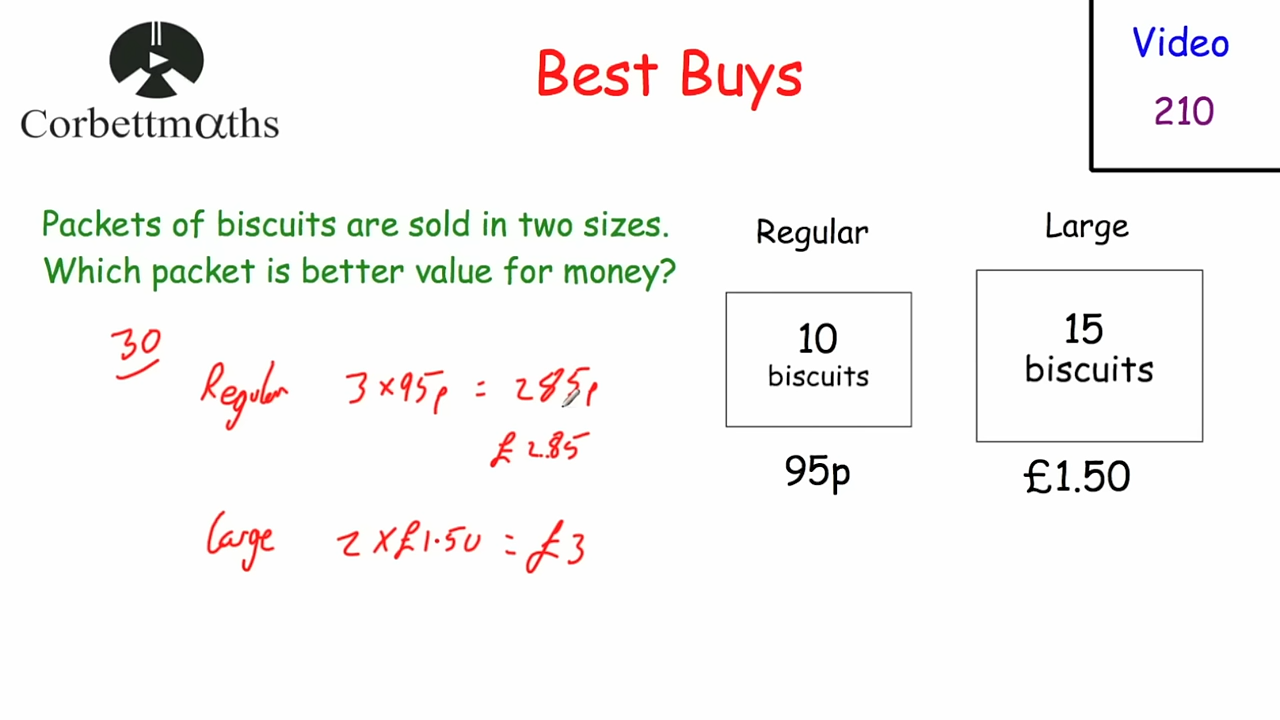 Corbettmαths
Best Buys
Video
210
Packets of biscuits are sold in two sizes.
Which packet is better value for money?
30
Regular 3 × 95p = 285p
£2.85
Large 2 × £1.50 = £3
Regular
10
biscuits
95p
Large
15
biscuits
£1.50